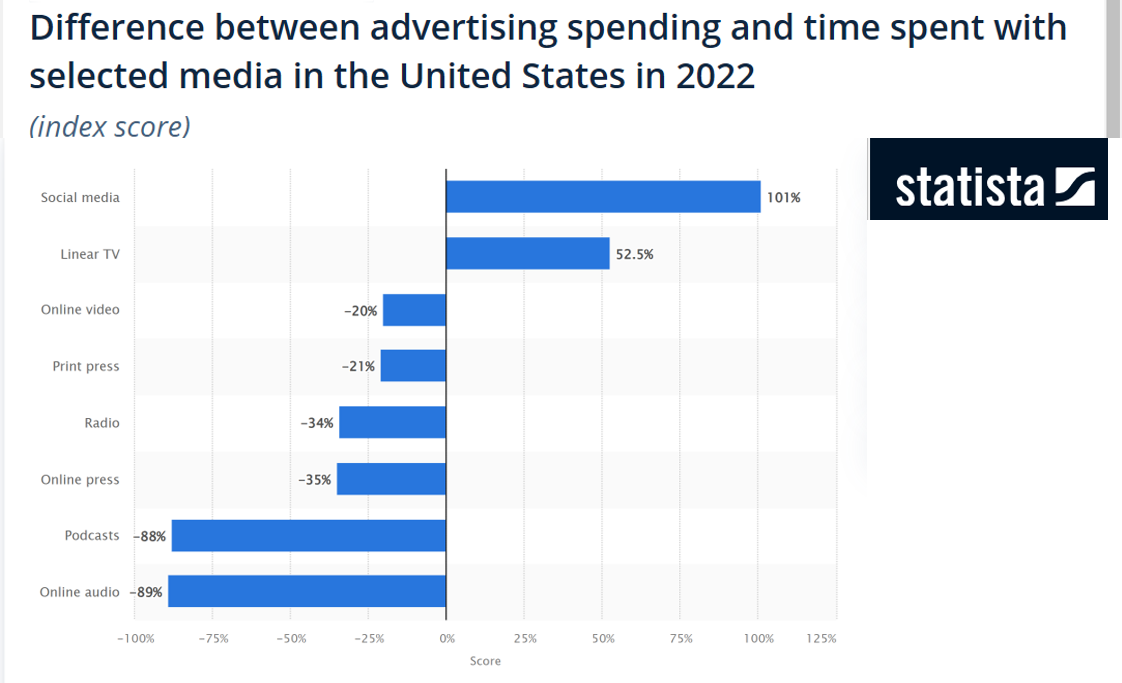 Difference between advertising spending and time spent with
selected media in the United States in 2022
(index score)
statista
Social media 101%
Linear TV 52.5%
Online video −20%
Print press −21%
Radio −34%
Online press −35%
Podcasts −88%
Online audio −89%
−100% −75% −50% −25% 0% 25% 50% 75% 100% 125%
Score